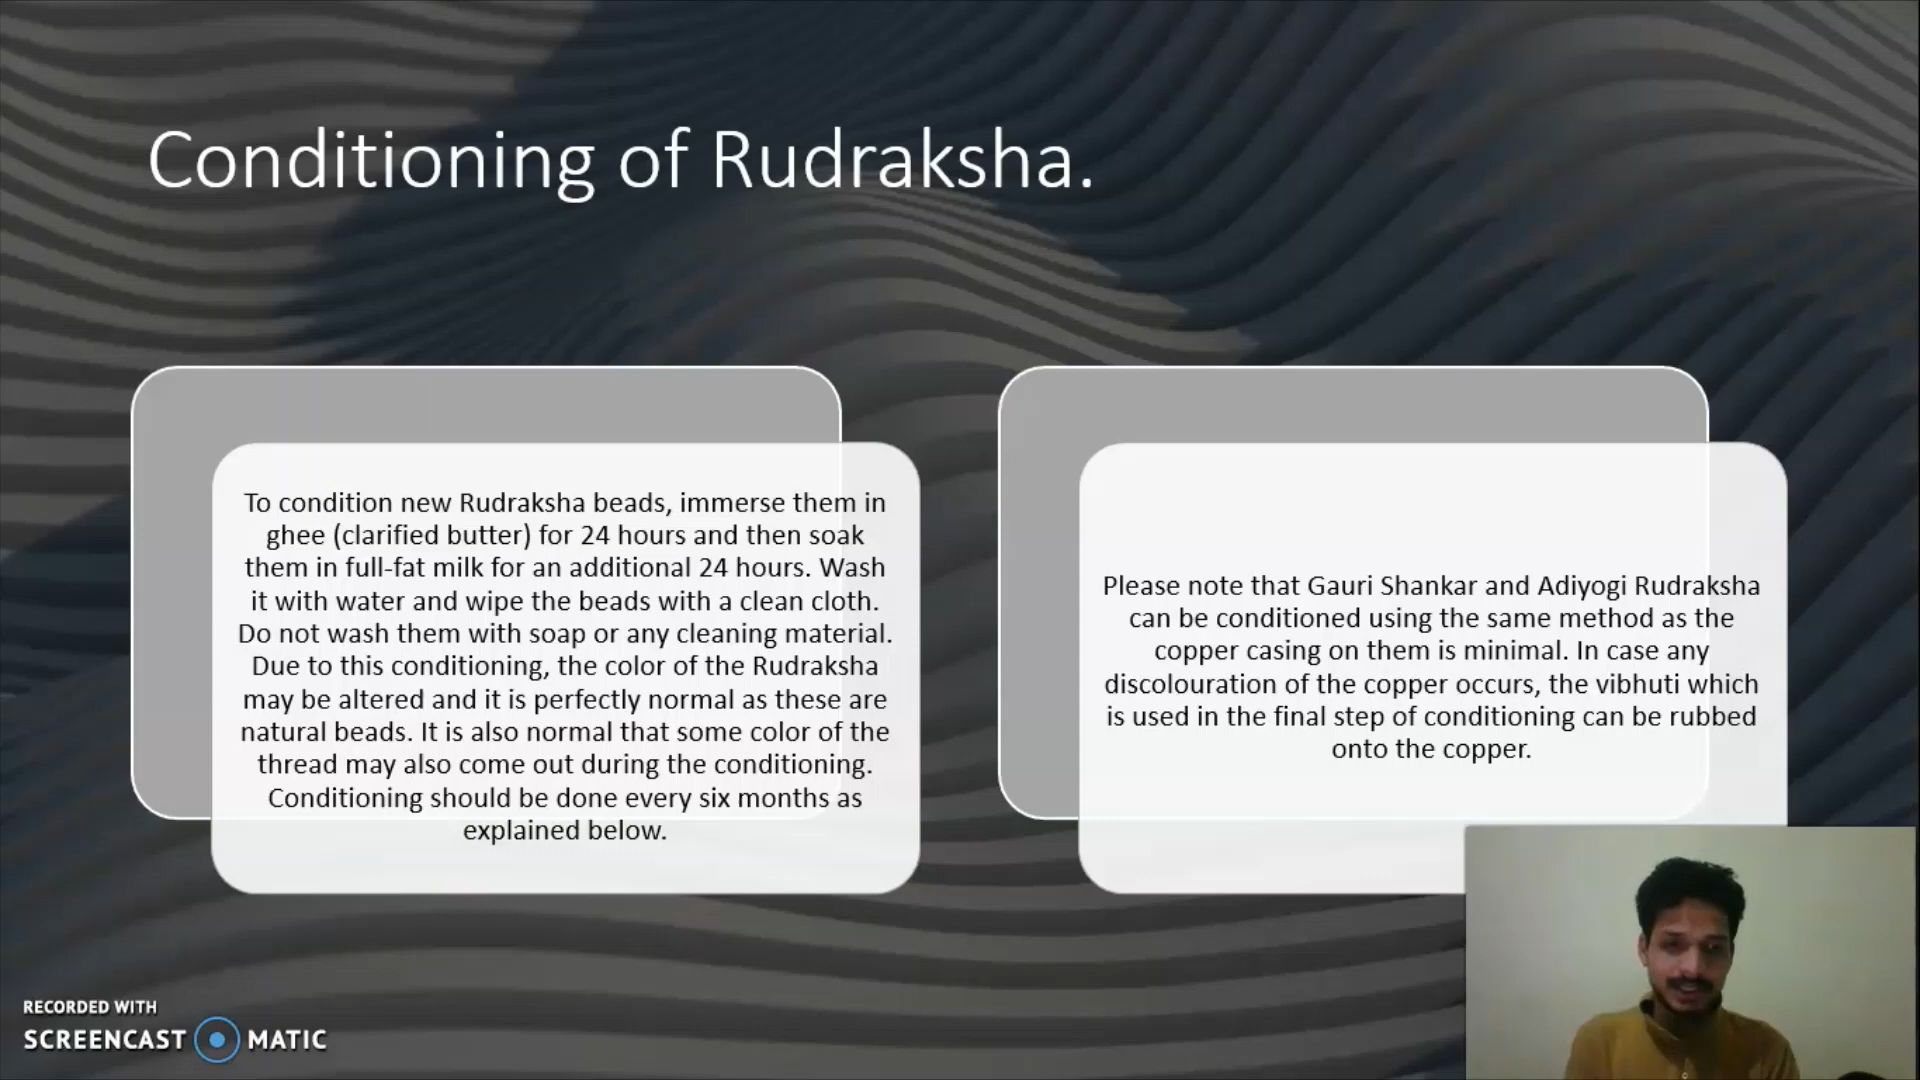 Conditioning of Rudraksha.
To condition new Rudraksha beads, immerse them in
ghee (clarified butter) for 24 hours and then soak
them in full-fat milk for an additional 24 hours. Wash
it with water and wipe the beads with a clean cloth.
Do not wash them with soap or any cleaning material.
Due to this conditioning, the color of the Rudraksha
may be altered and it is perfectly normal as these are
natural beads. It is also normal that some color of the
thread may also come out during the conditioning.
Conditioning should be done every six months as
explained below.
Please note that Gauri Shankar and Adiyogi Rudraksha
can be conditioned using the same method as the
copper casing on them is minimal. In case any
discolouration of the copper occurs, the vibhuti which
is used in the final step of conditioning can be rubbed
onto the copper.
RECORDED WITH
SCREENCAST MATIC